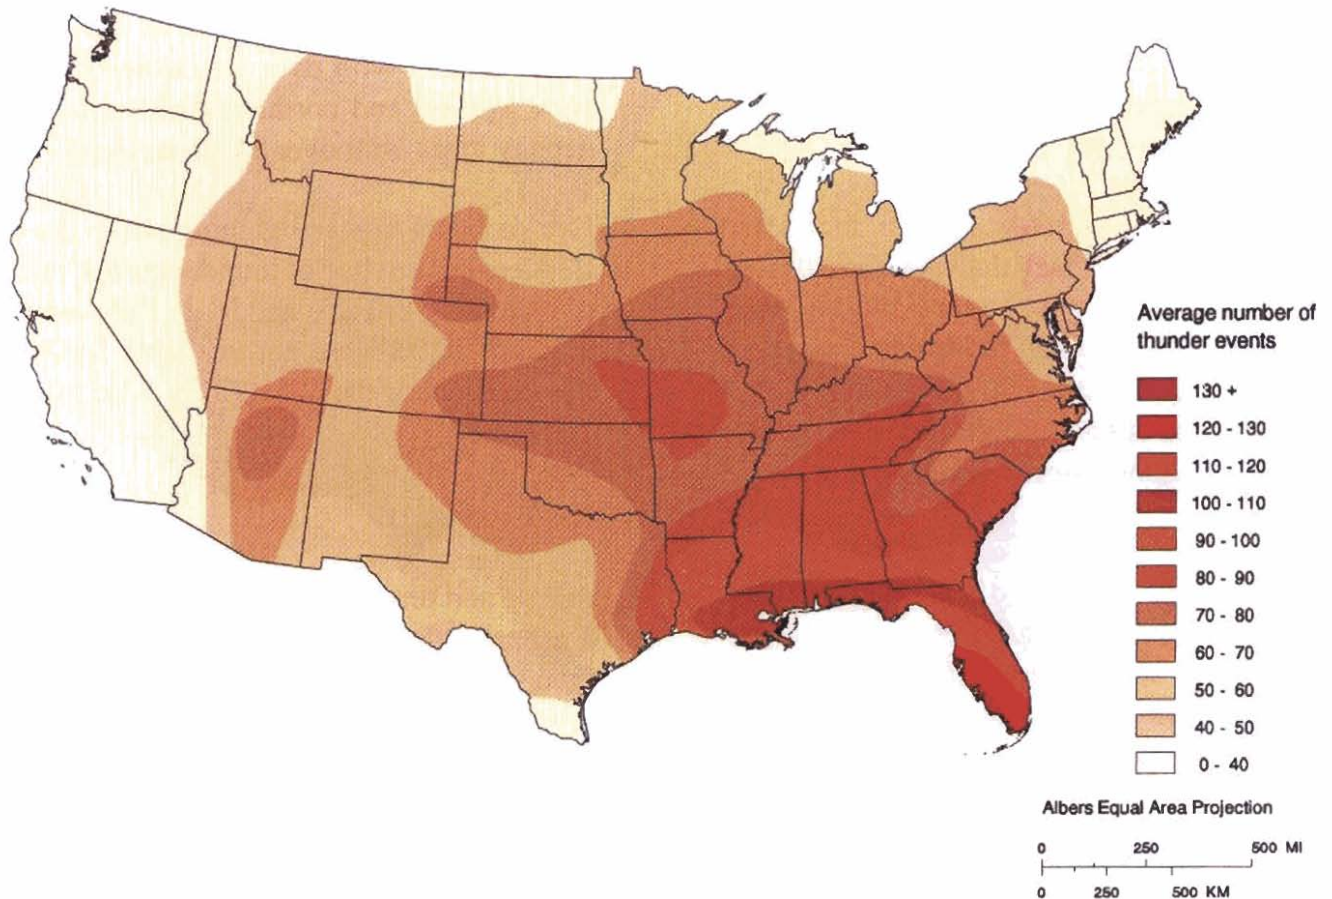 Average number of
thunder events
130 +
120 - 130
110 - 120
100 - 110
90 - 100
80 - 90
70 - 80
60 - 70
50 - 60
40 - 50
0 - 40
Albers Equal Area Projection
0 250 500 MI
0 250 500 KM